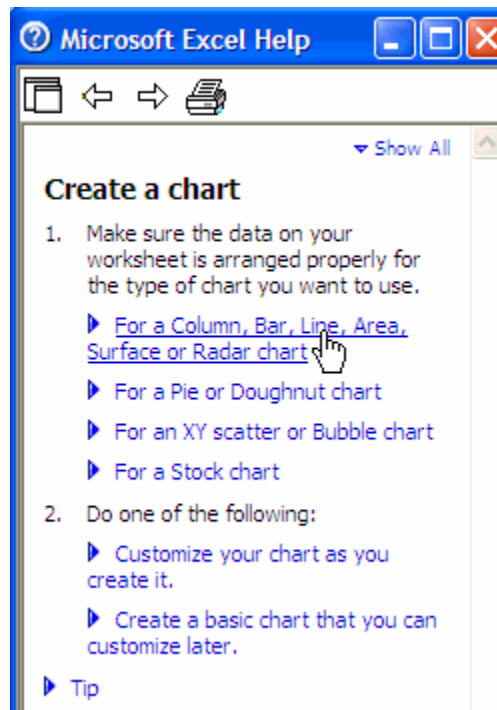 Microsoft Excel Help
Show All
Create a chart
1. Make sure the data on your
worksheet is arranged properly for
the type of chart you want to use.
For a Column, Bar, Line, Area,
Surface or Radar chart
For a Pie or Doughnut chart
For an XY scatter or Bubble chart
For a Stock chart
2. Do one of the following:
Customize your chart as you
create it.
Create a basic chart that you can
customize later.
Tip